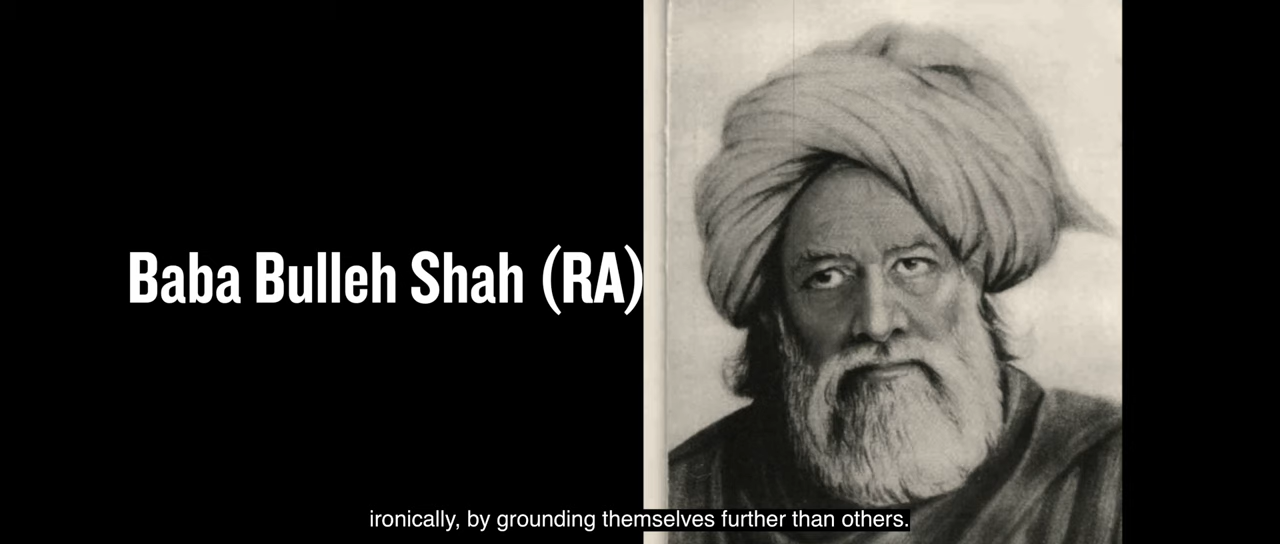 Baba Bulleh Shah (RA)
ironically, by grounding themselves further than others.